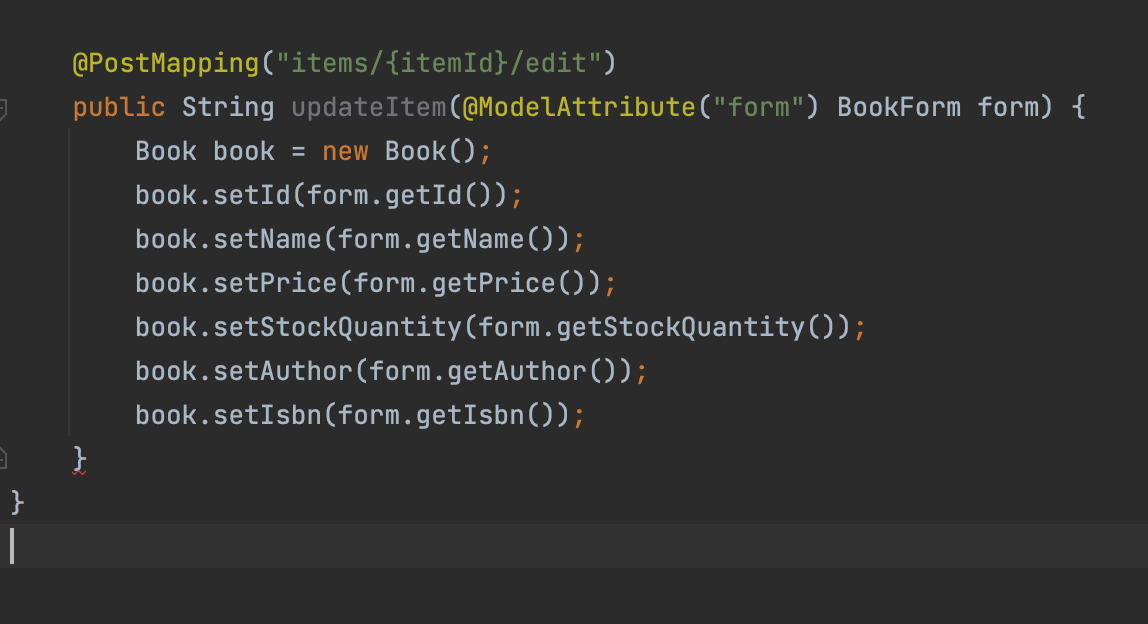 @PostMapping("items/{itemId}/edit")
public String updateItem(@ModelAttribute("form") BookForm form) {
Book book = new Book();
book.setId(form.getId());
book.setName(form.getName());
book.setPrice(form.getPrice());
book.setStockQuantity(form.getStockQuantity());
book.setAuthor(form.getAuthor());
book.setIsbn(form.getIsbn());
}
}